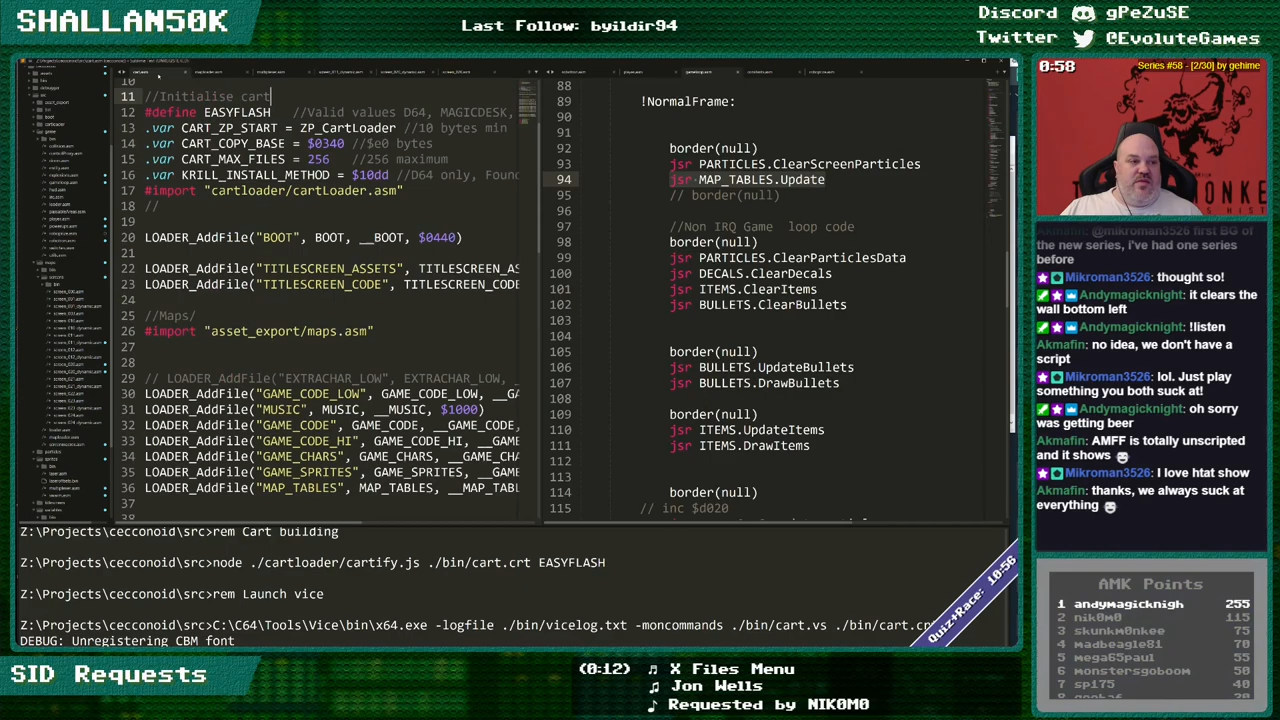 SHALLAN50K
Last Follow: byildir94
Discord gPeZuSE
Twitter @EvoluteGames
0:58
Series #58 - [2/30] by gehime
10
11 //Initialise cart
12 #define EASYFLASH //Valid values D64, MAGICDESK,
13 .var CART_ZP_START = ZP_CartLoader //10 bytes min
14 .var CART_COPY_BASE = $0340 //$e0 bytes
15 .var CART_MAX_FILES = 256 //256 maximum
16 .var KRILL_INSTALL_METHOD = $10dd //D64 only, Found
17 #import "cartloader/cartLoader.asm"
18 //
19
20 LOADER_AddFile("BOOT", BOOT, __BOOT, $0440)
21
22 LOADER_AddFile("TITLESCREEN_ASSETS", TITLESCREEN_AS
23 LOADER_AddFile("TITLESCREEN_CODE", TITLESCREEN_CODE
24
25 //Maps/
26 #import "asset_export/maps.asm"
27
28
29 // LOADER_AddFile("EXTRACHAR_LOW", EXTRACHAR_LOW,
30 LOADER_AddFile("GAME_CODE_LOW", GAME_CODE_LOW, __GA
31 LOADER_AddFile("MUSIC", MUSIC, __MUSIC, $1000)
32 LOADER_AddFile("GAME_CODE", GAME_CODE, __GAME_CODE,
33 LOADER_AddFile("GAME_CODE_HI", GAME_CODE_HI, __GAME
34 LOADER_AddFile("GAME_CHARS", GAME_CHARS, __GAME_CHA
35 LOADER_AddFile("GAME_SPRITES", GAME_SPRITES, __GAME
36 LOADER_AddFile("MAP_TABLES", MAP_TABLES, __MAP_TABL
37
38
88
89 !NormalFrame:
90
91
92 border(null)
93 jsr PARTICLES.ClearScreenParticles
94 jsr MAP_TABLES.Update
95 // border(null)
96
97 //Non IRQ Game loop code
98 border(null)
99 jsr PARTICLES.ClearParticlesData
100 jsr DECALS.ClearDecals
101 jsr ITEMS.ClearItems
102 jsr BULLETS.ClearBullets
103
104
105 border(null)
106 jsr BULLETS.UpdateBullets
107 jsr BULLETS.DrawBullets
108
109 border(null)
110 jsr ITEMS.UpdateItems
111 jsr ITEMS.DrawItems
112
113
114 border(null)
115 // inc $d020
Z:\Projects\cecconoid\src>rem Cart building
Z:\Projects\cecconoid\src>node ./cartloader/cartify.js ./bin/cart.crt EASYFLASH
Z:\Projects\cecconoid\src>rem Launch vice
Z:\Projects\cecconoid\src>C:\C64\Tools\vice\bin\x64.exe -logfile ./bin/vicelog.txt -moncommands ./bin/cart.vs ./bin/cart.crt
DEBUG: Unregistering CBM font
Quiz+Race: 10:56
Akmafin: @mikroman3526 first BG of
the new series, i've had one series
before
Mikroman3526: thought so!
Andymagicknight: it clears the
wall bottom left
Andymagicknight: !listen
Akmafin: no idea, we don't have a
script
Mikroman3526: lol. Just play
something you both suck at!
Andymagicknight: oh sorry
was getting beer
Akmafin: AMFF is totally unscripted
and it shows
Mikroman3526: I love htat show
Akmafin: thanks, we always suck at
everything
AMK Points
1 andymagicknigh 255
2 nik0m0 115
3 skunkm0nkee 75
4 madbeagle81 70
5 mega65paul 55
6 monstersgoboom 50
7 sp175 40
SID Requests
(0:12) X Files Menu
Jon Wells
Requested by NIK0M0